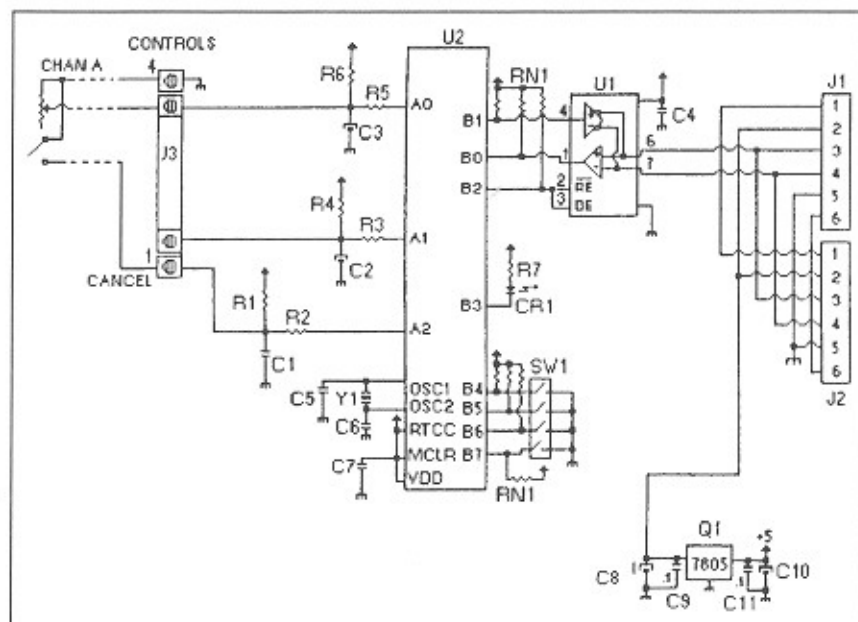 CONTROLS
CHAN A
4
J3
1
CANCEL
R6
R5
C3
R4
R3
C2
R1
R2
C1
C5
Y1
C6
C7
U2
A0
A1
A2
OSC1
OSC2
RTCC
MCLR
VDD
B1
B0
B2
B3
B4
B5
B6
B7
RN1
U1
4
1
2
3
RE
DE
C4
6
7
R7
CR1
SW1
RN1
J1
1
2
3
4
5
6
1
2
3
4
5
6
J2
Q1
7805
+5
C8
1
.1
C9
.1
C11
C10